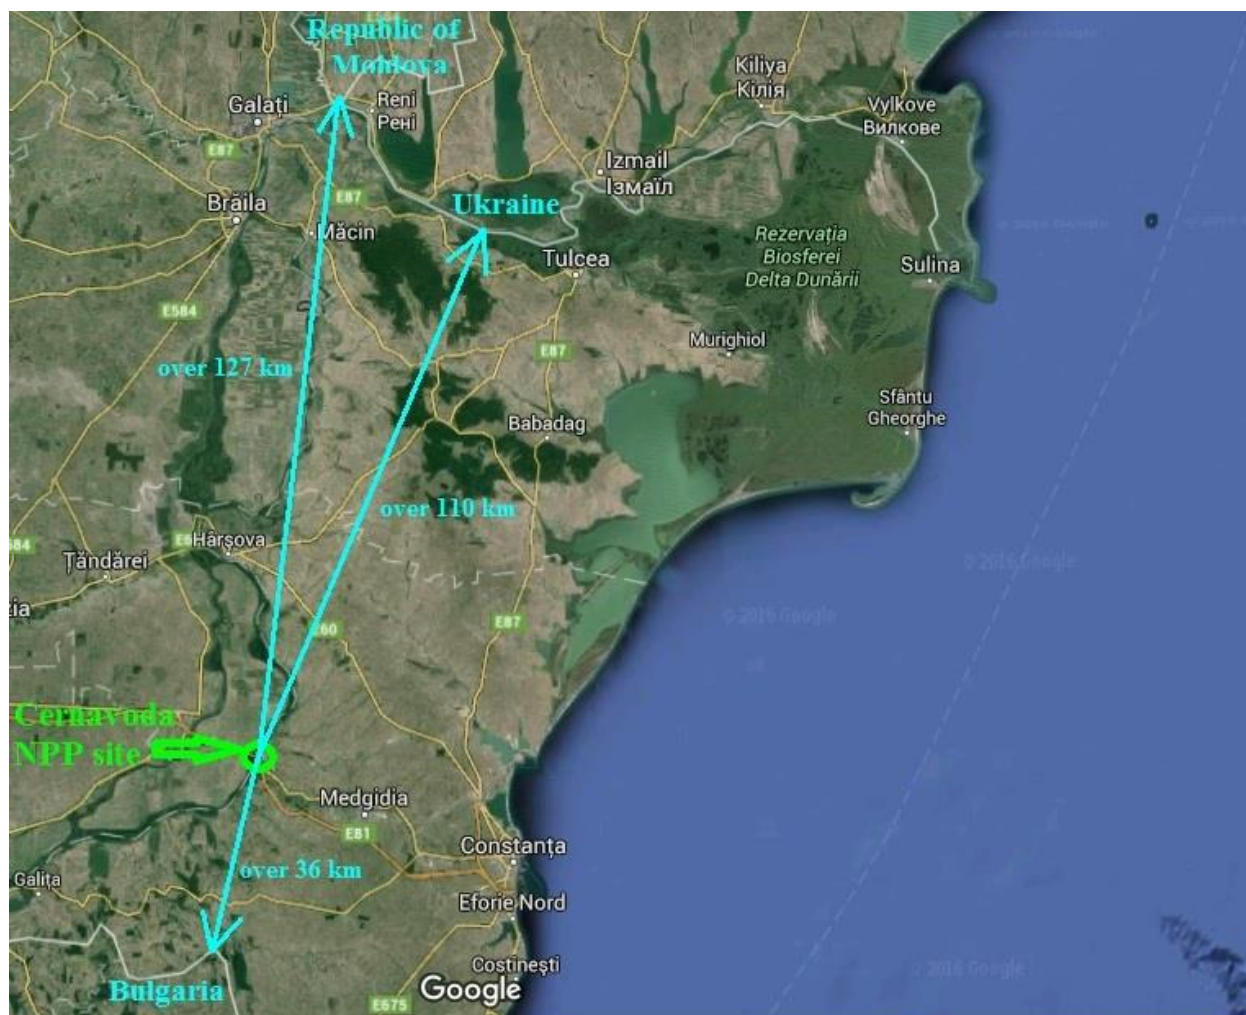 Republic of
Moldova
Kiliya
Кілія
Galați
Reni
Рені
Vylkove
Вилкове
E87
Izmail
Ізмаїл
E87
Brăila
Ukraine
Măcin
Rezervația
Biosferei
Delta Dunării
Tulcea
Sulina
E584
Murighiol
E87
over 127 km
Sfântu
Gheorghe
Babadag
over 110 km
Hârșova
Țăndărei
© 2016 Google
© 2016 Google
E87
Cernavoda
NPP site
Medgidia
E81
Constanța
over 36 km
Galița
Eforie Nord
Costinești
© 2016 Google
Bulgaria
Google
E675